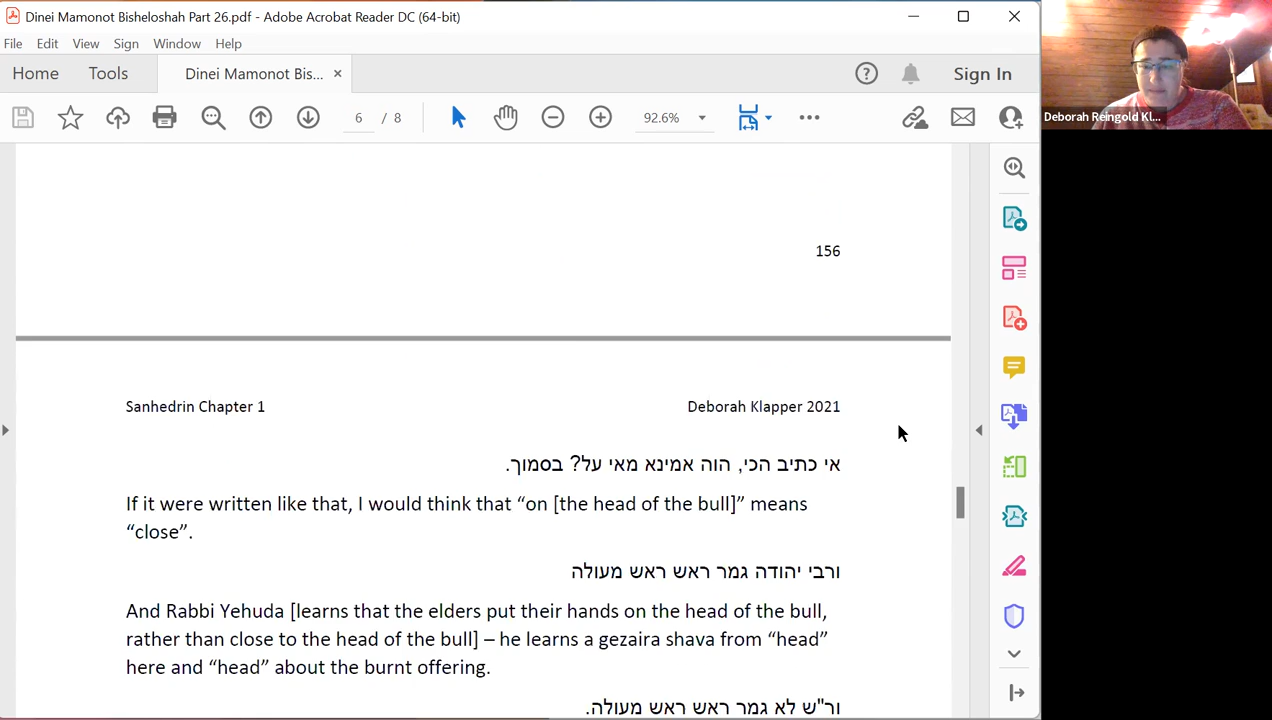 Dinei Mamonot Bisheloshah Part 26.pdf - Adobe Acrobat Reader DC (64-bit)
File Edit View Sign Window Help
Home Tools Dinei Mamonot Bis... × Sign In
6 / 8 92.6%
Deborah Reingold Kl...
156
Sanhedrin Chapter 1 Deborah Klapper 2021
אי כתיב הכי, הוה אמינא מאי על? בסמוך.
If it were written like that, I would think that “on [the head of the bull]” means
“close”.
ורבי יהודה גמר ראש ראש מעולה
And Rabbi Yehuda [learns that the elders put their hands on the head of the bull,
rather than close to the head of the bull] – he learns a gezaira shava from “head”
here and “head” about the burnt offering.
ור"ש לא גמר ראש ראש מעולה.